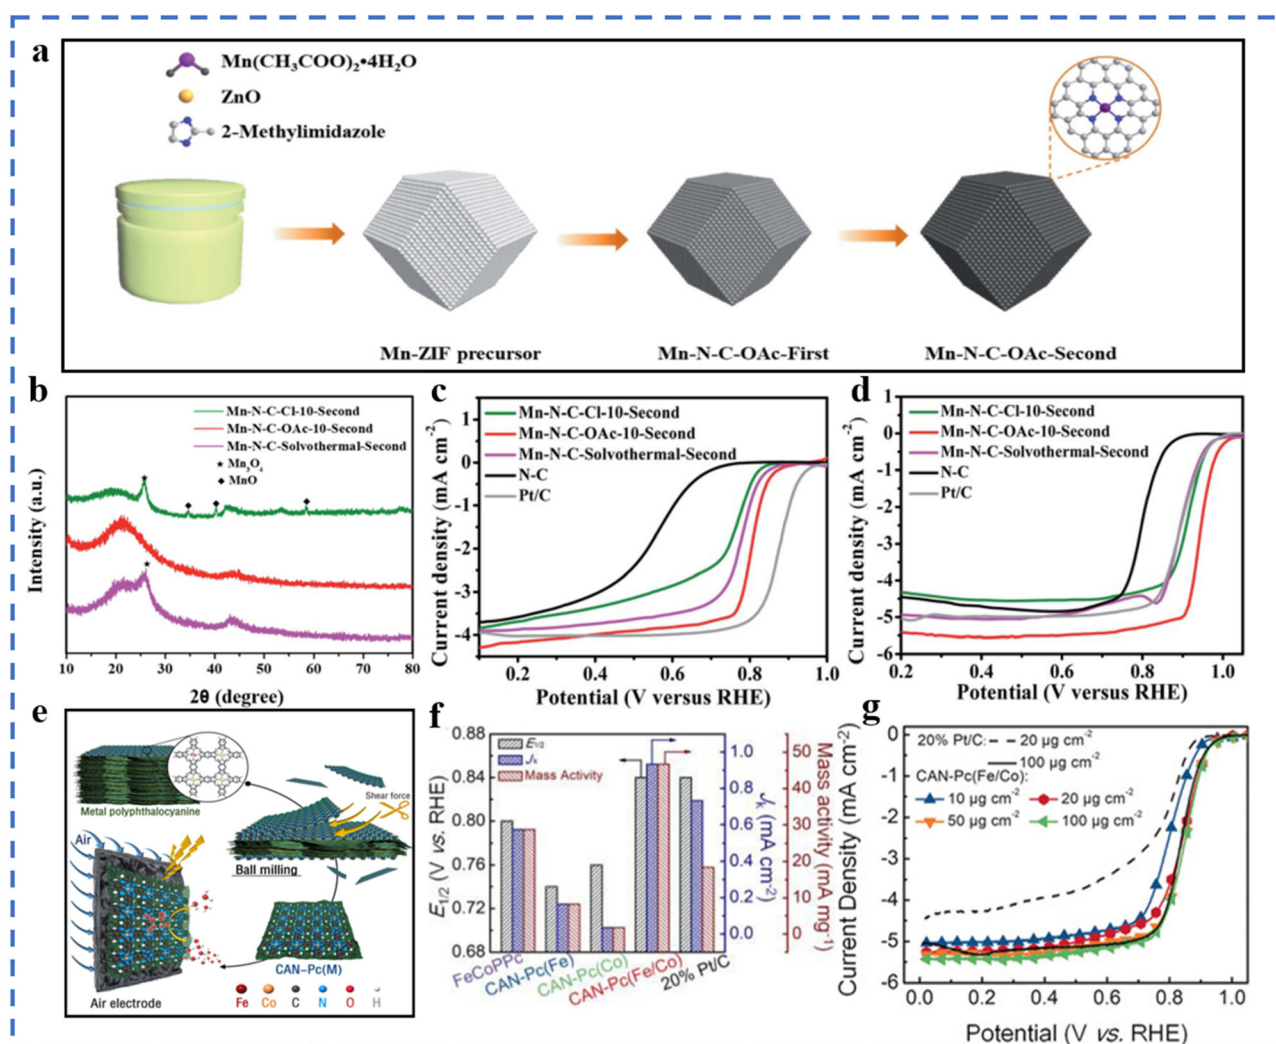 a
Mn(CH₃COO)₂•4H₂O
ZnO
2-Methylimidazole
Mn-ZIF precursor
Mn-N-C-OAc-First
Mn-N-C-OAc-Second
b
Mn-N-C-Cl-10-Second
Mn-N-C-OAc-10-Second
Mn-N-C-Solvothermal-Second
Mn₃O₄
MnO
Intensity (a.u.)
10 20 30 40 50 60 70 80
2θ (degree)
c
Mn-N-C-Cl-10-Second
Mn-N-C-OAc-10-Second
Mn-N-C-Solvothermal-Second
N-C
Pt/C
Current density (mA cm⁻²)
1
0
-1
-2
-3
-4
0.2 0.4 0.6 0.8 1.0
Potential (V versus RHE)
d
Mn-N-C-Cl-10-Second
Mn-N-C-OAc-10-Second
Mn-N-C-Solvothermal-Second
N-C
Pt/C
Current density (mA cm⁻²)
1
0
-1
-2
-3
-4
-5
-6
0.2 0.4 0.6 0.8 1.0
Potential (V versus RHE)
e
Metal polyphthalocyanine
Shear force
Air
Ball milling
CAN–Pc(M)
Air electrode
Fe Co C N O H
f
E₁/₂
Jₖ
Mass Activity
E₁/₂ (V vs. RHE)
0.88
0.84
0.80
0.76
0.72
0.68
1.0
0.8
0.6
0.4
0.2
0.0
Jₖ (mA cm⁻²)
50
40
30
20
10
0
Mass activity (mA mg⁻¹)
FeCoPPc
CAN-Pc(Fe)
CAN-Pc(Co)
CAN-Pc(Fe/Co)
20% Pt/C
g
20% Pt/C: 20 μg cm⁻²
100 μg cm⁻²
CAN-Pc(Fe/Co):
10 μg cm⁻² 20 μg cm⁻²
50 μg cm⁻² 100 μg cm⁻²
Current Density (mA cm⁻²)
0
-1
-2
-3
-4
-5
-6
0.0 0.2 0.4 0.6 0.8 1.0
Potential (V vs. RHE)